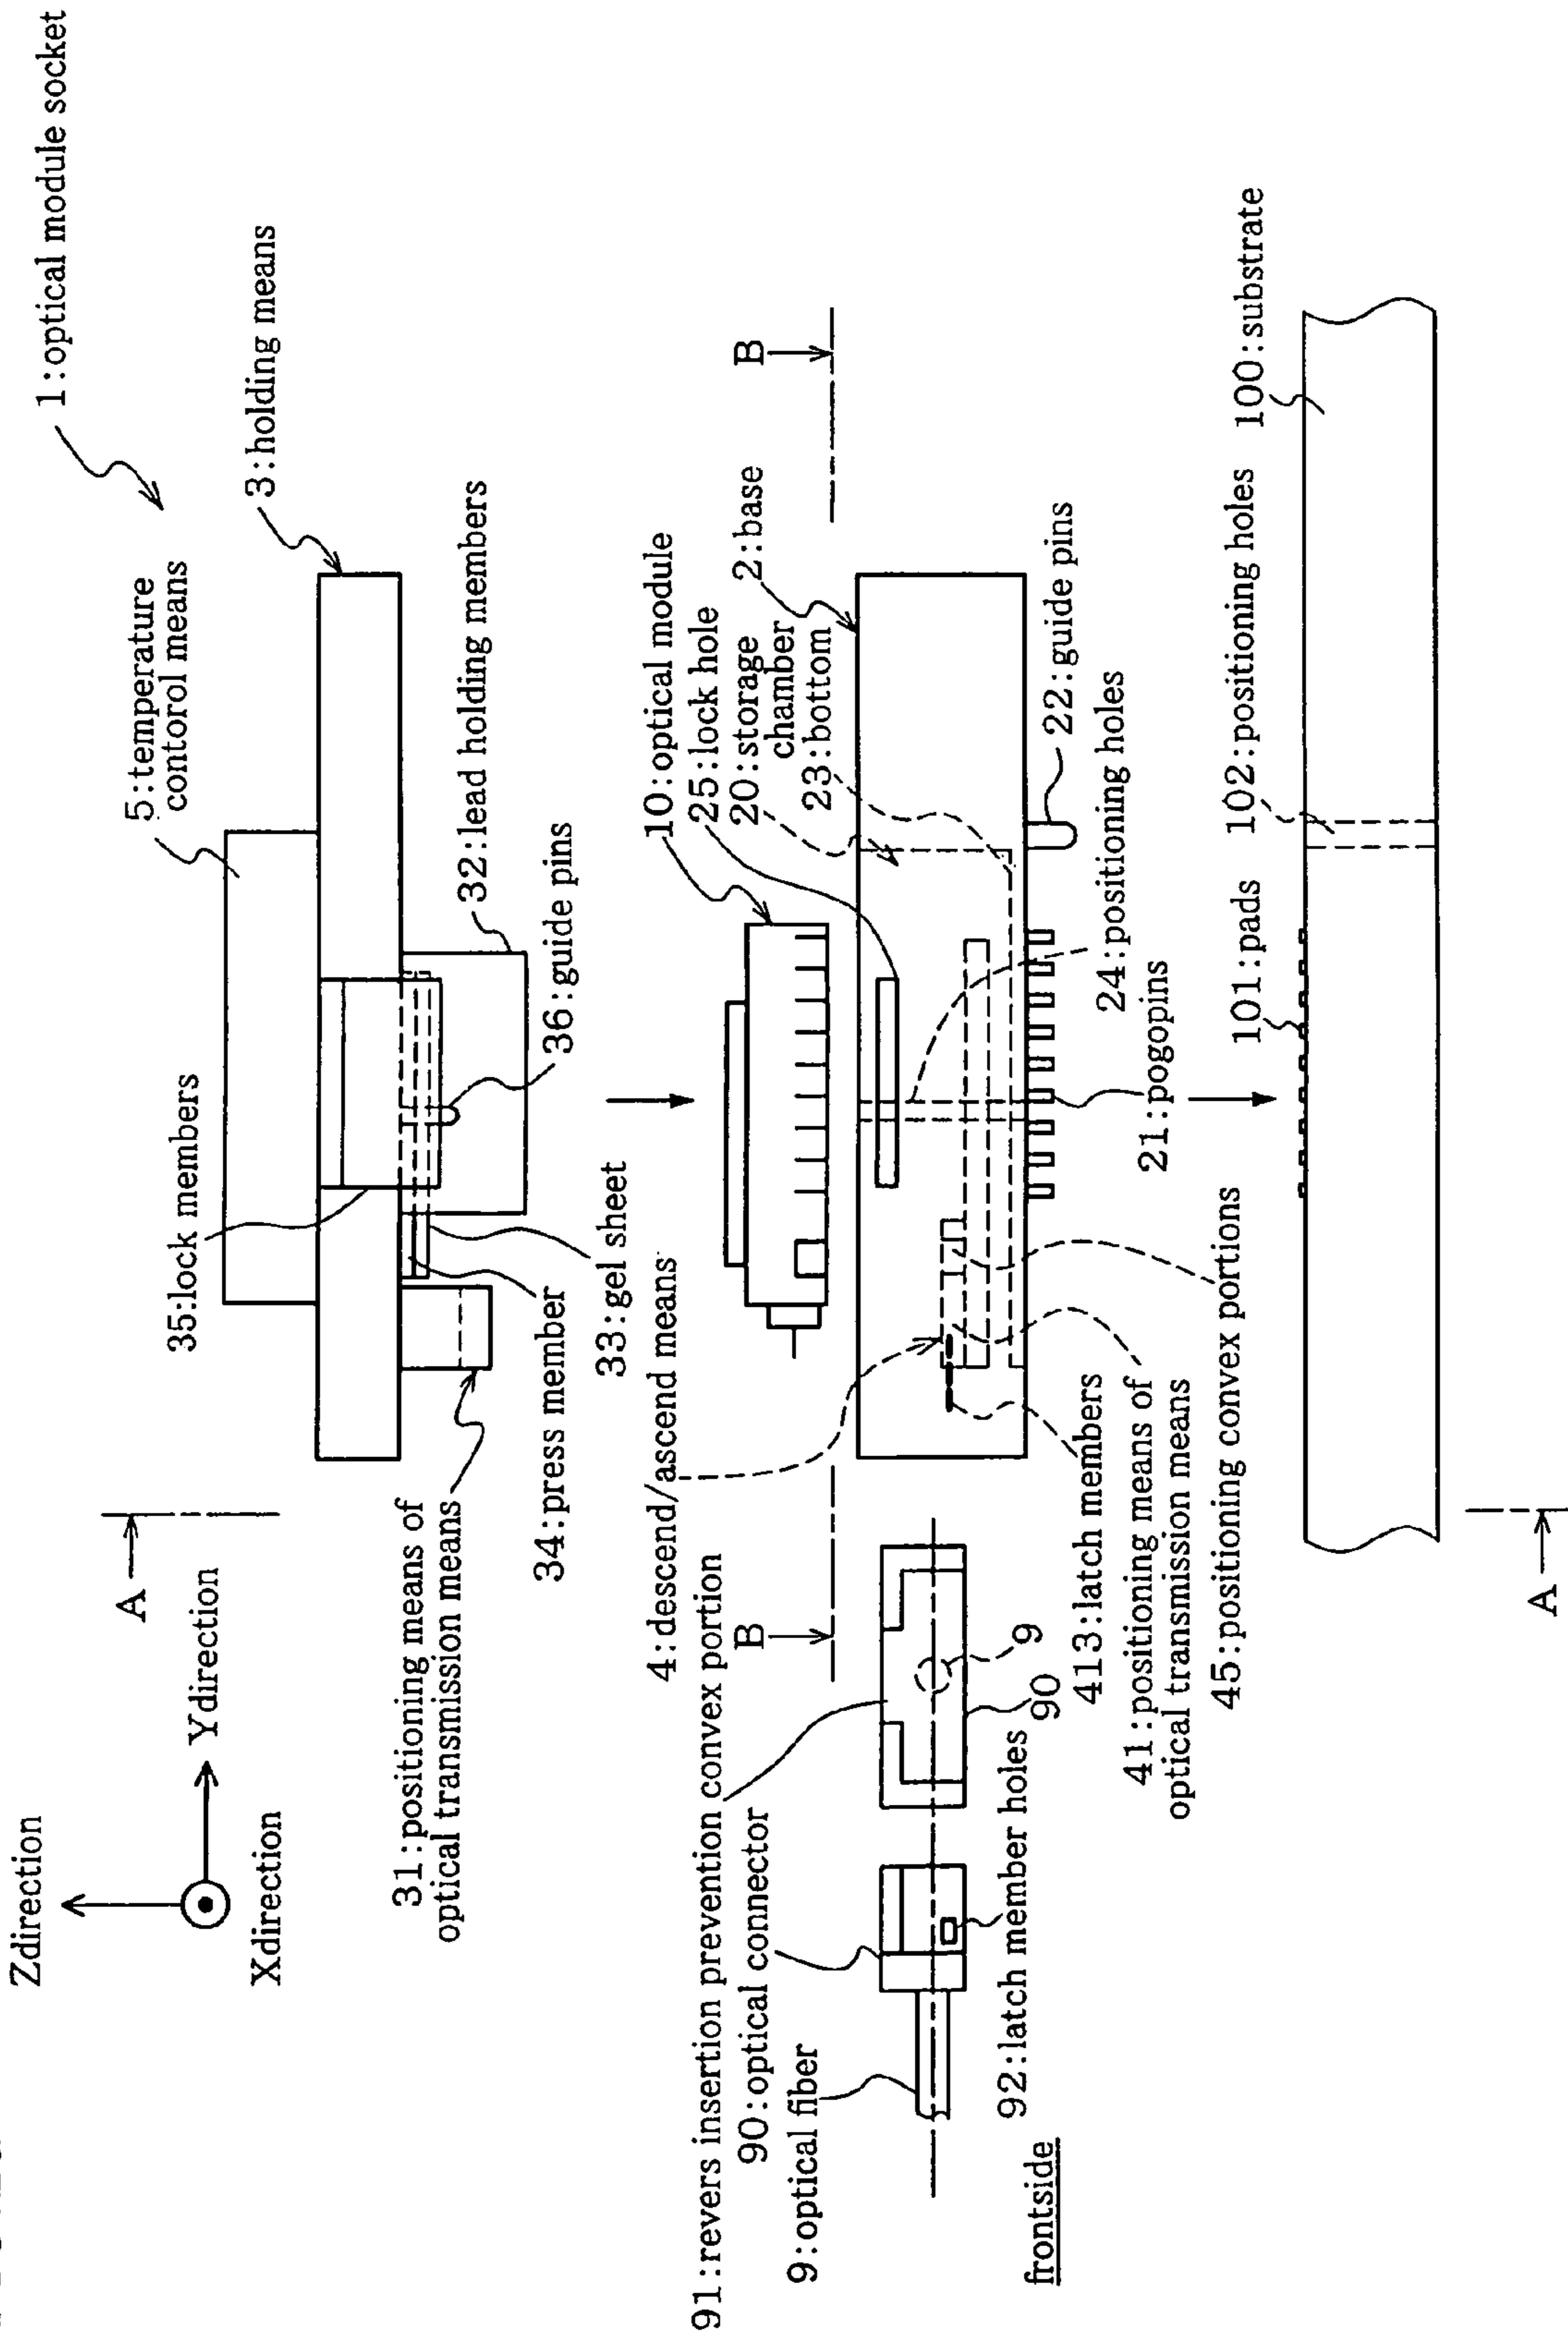 1:optical module socket
Zdirection
Ydirection
Xdirection
A
5:temperature
contorol means
3:holding means
35:lock members
31:positioning means of
optical transmission means
34:press member
33:gel sheet
36:guide pins
32:lead holding members
4:descend/ascend means
10:optical module
25:lock hole
20:storage
chamber
23:bottom
2:base
B
B
91:revers insertion prevention convex portion
90:optical connector
9:optical fiber
92:latch member holes
90
9
413:latch members
41:positioning means of
optical transmission means
45:positioning convex portions
21:pogopins
24:positioning holes
22:guide pins
frontside
101:pads
102:positioning holes
100:substrate
A